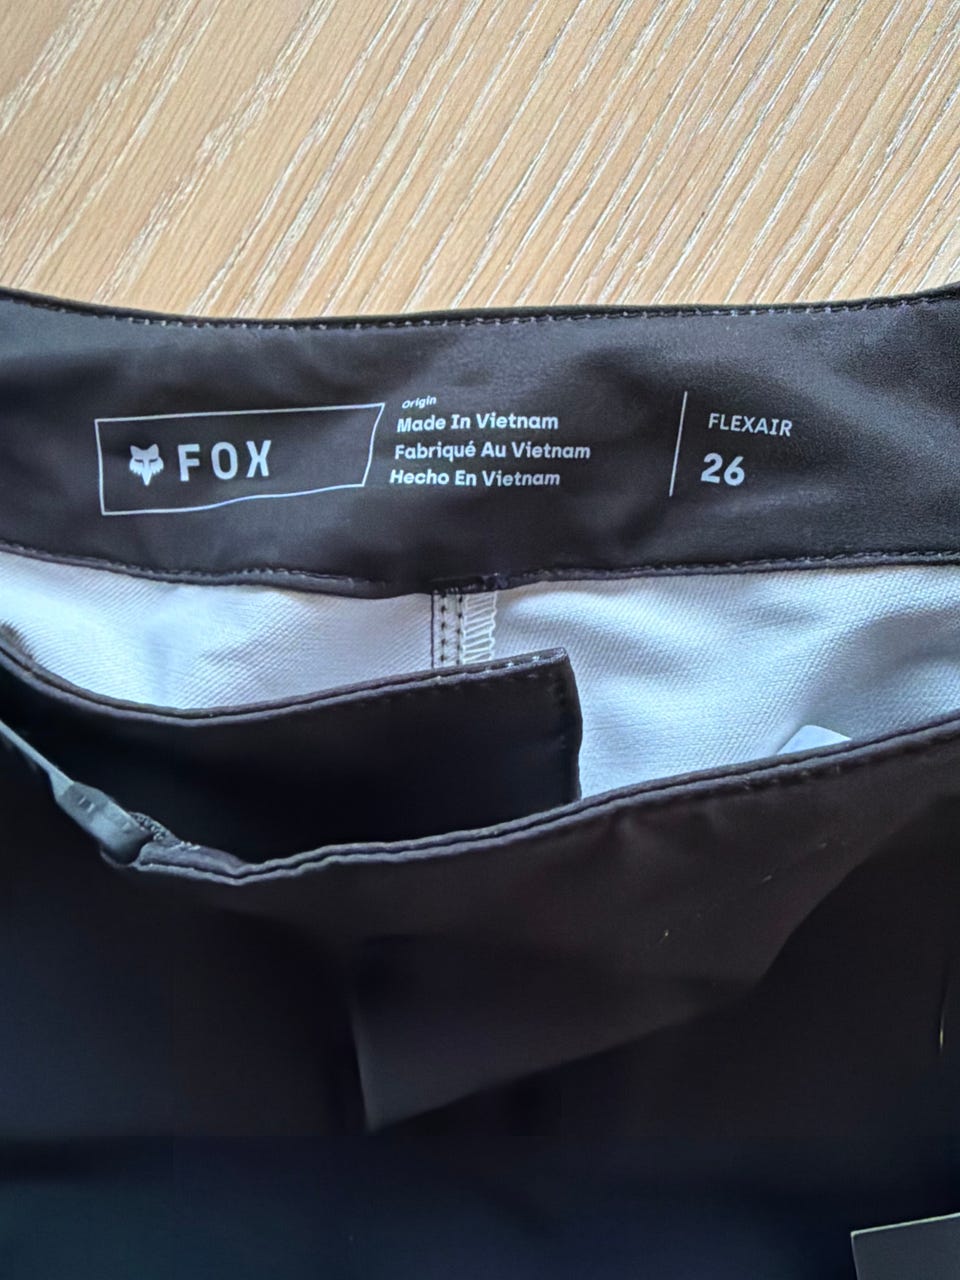 FOX
Origin
Made In Vietnam
Fabriqué Au Vietnam
Hecho En Vietnam
FLEXAIR
26